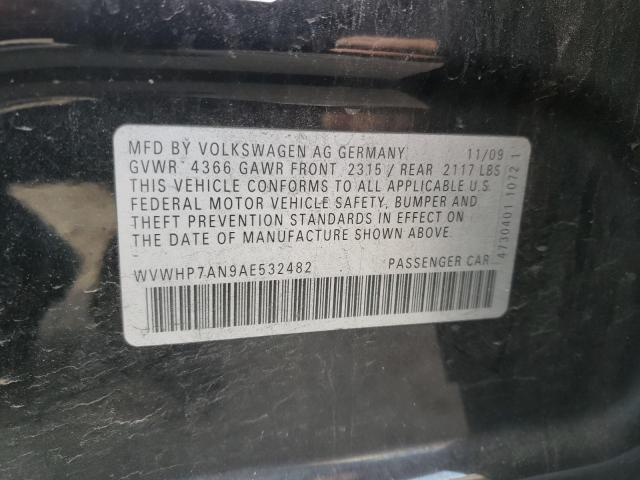 MFD BY VOLKSWAGEN AG GERMANY 11/09
GVWR 4366 GAWR FRONT 2315 / REAR 2117 LBS
THIS VEHICLE CONFORMS TO ALL APPLICABLE U.S.
FEDERAL MOTOR VEHICLE SAFETY, BUMPER AND
THEFT PREVENTION STANDARDS IN EFFECT ON
THE DATE OF MANUFACTURE SHOWN ABOVE.
WVWHP7AN9AE532482 PASSENGER CAR
4730401 1072 1